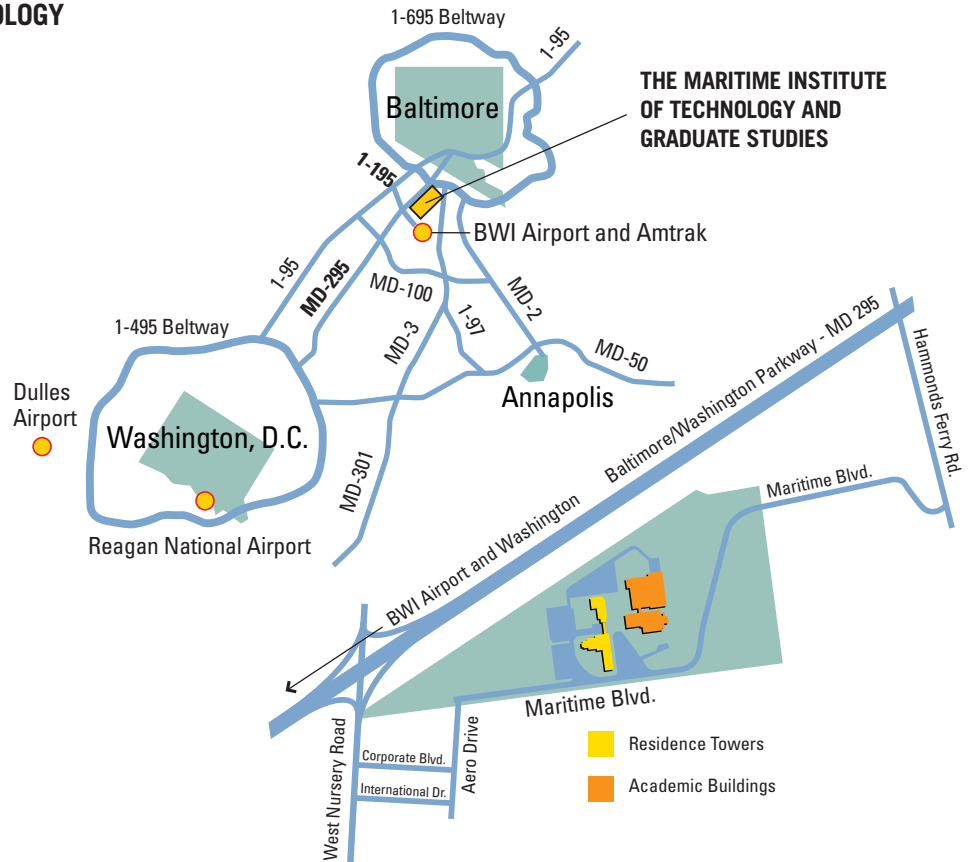 OLOGY
1-695 Beltway
1-95
THE MARITIME INSTITUTE
OF TECHNOLOGY AND
GRADUATE STUDIES
Baltimore
1-195
BWI Airport and Amtrak
1-95
MD-295
MD-100
MD-2
1-495 Beltway
MD-3
1-97
MD-50
Dulles
Airport
Annapolis
Washington, D.C.
MD-301
Reagan National Airport
Baltimore/Washington Parkway - MD 295
Hammonds Ferry Rd.
Maritime Blvd.
BWI Airport and Washington
Maritime Blvd.
West Nursery Road
Corporate Blvd.
Aero Drive
International Dr.
Residence Towers
Academic Buildings